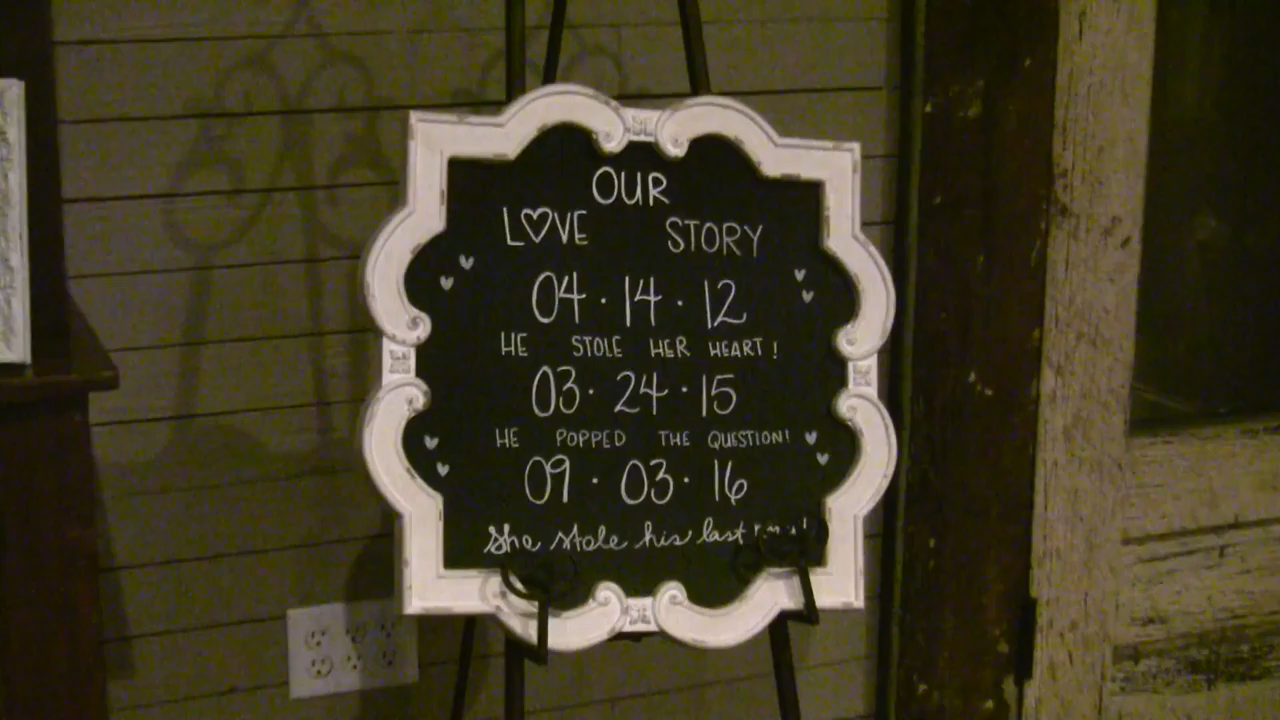 OUR
LOVE STORY
04·14·12
HE STOLE HER HEART!
03·24·15
HE POPPED THE QUESTION!
09·03·16
She stole his last